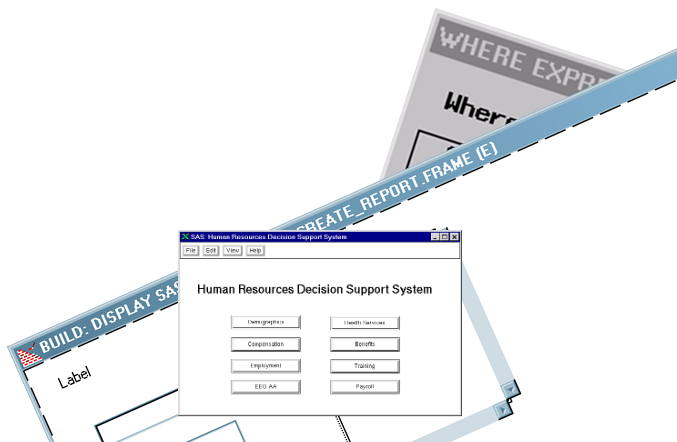 WHERE EXPRE
Where
BUILD: DISPLAY SAS
CREATE_REPORT.FRAME (E)
Label
SAS: Human Resources Decision Support System
File Edit View Help
Human Resources Decision Support System
Demographics Health Services
Compensation Benefits
Employment Training
EEO AA Payroll